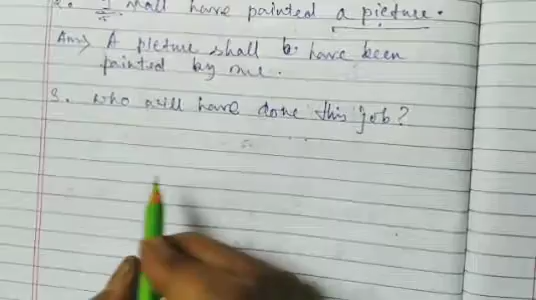 2. I shall have painted a picture.
Ans) A picture shall b have been
painted by me.
3. who will have done this job?